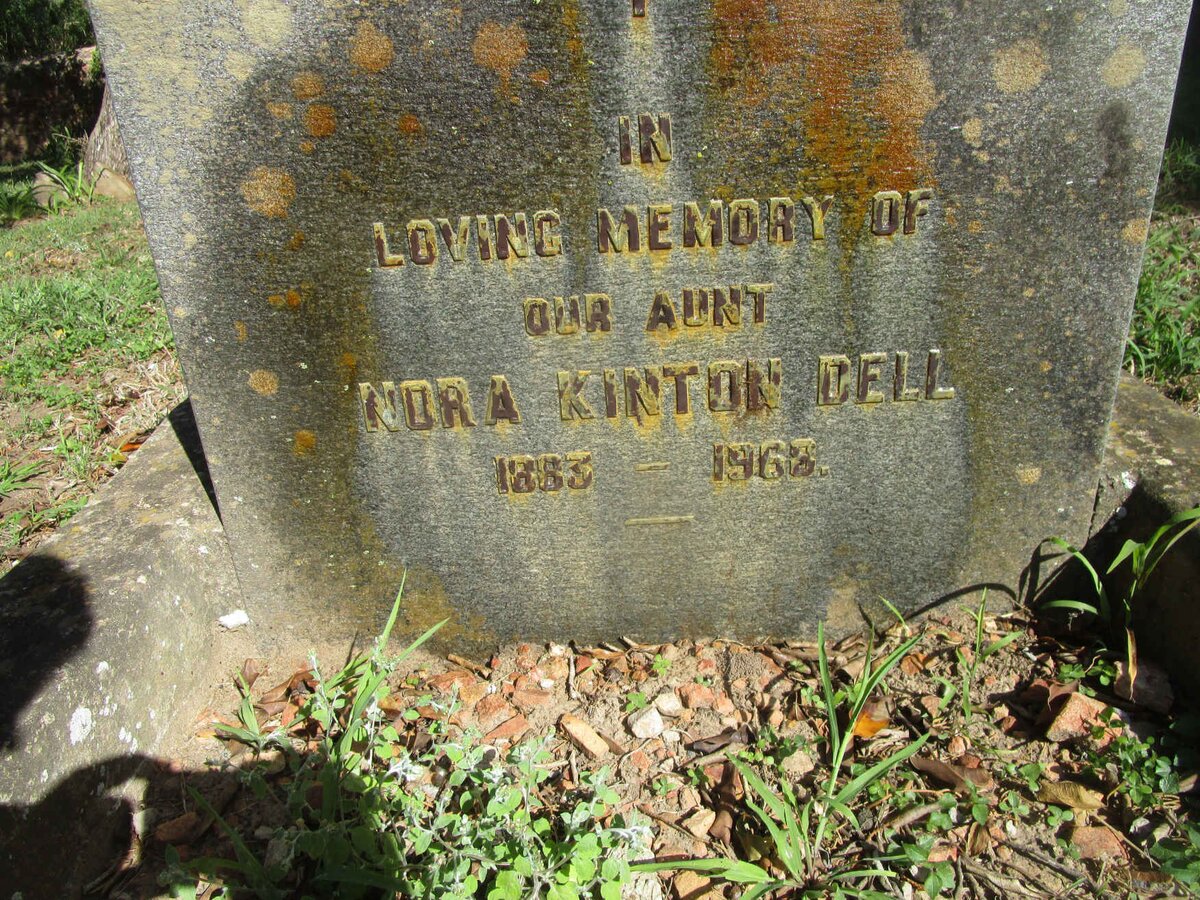 IN
LOVING MEMORY OF
OUR AUNT
NORA KINTON DELL
1883 — 1968.